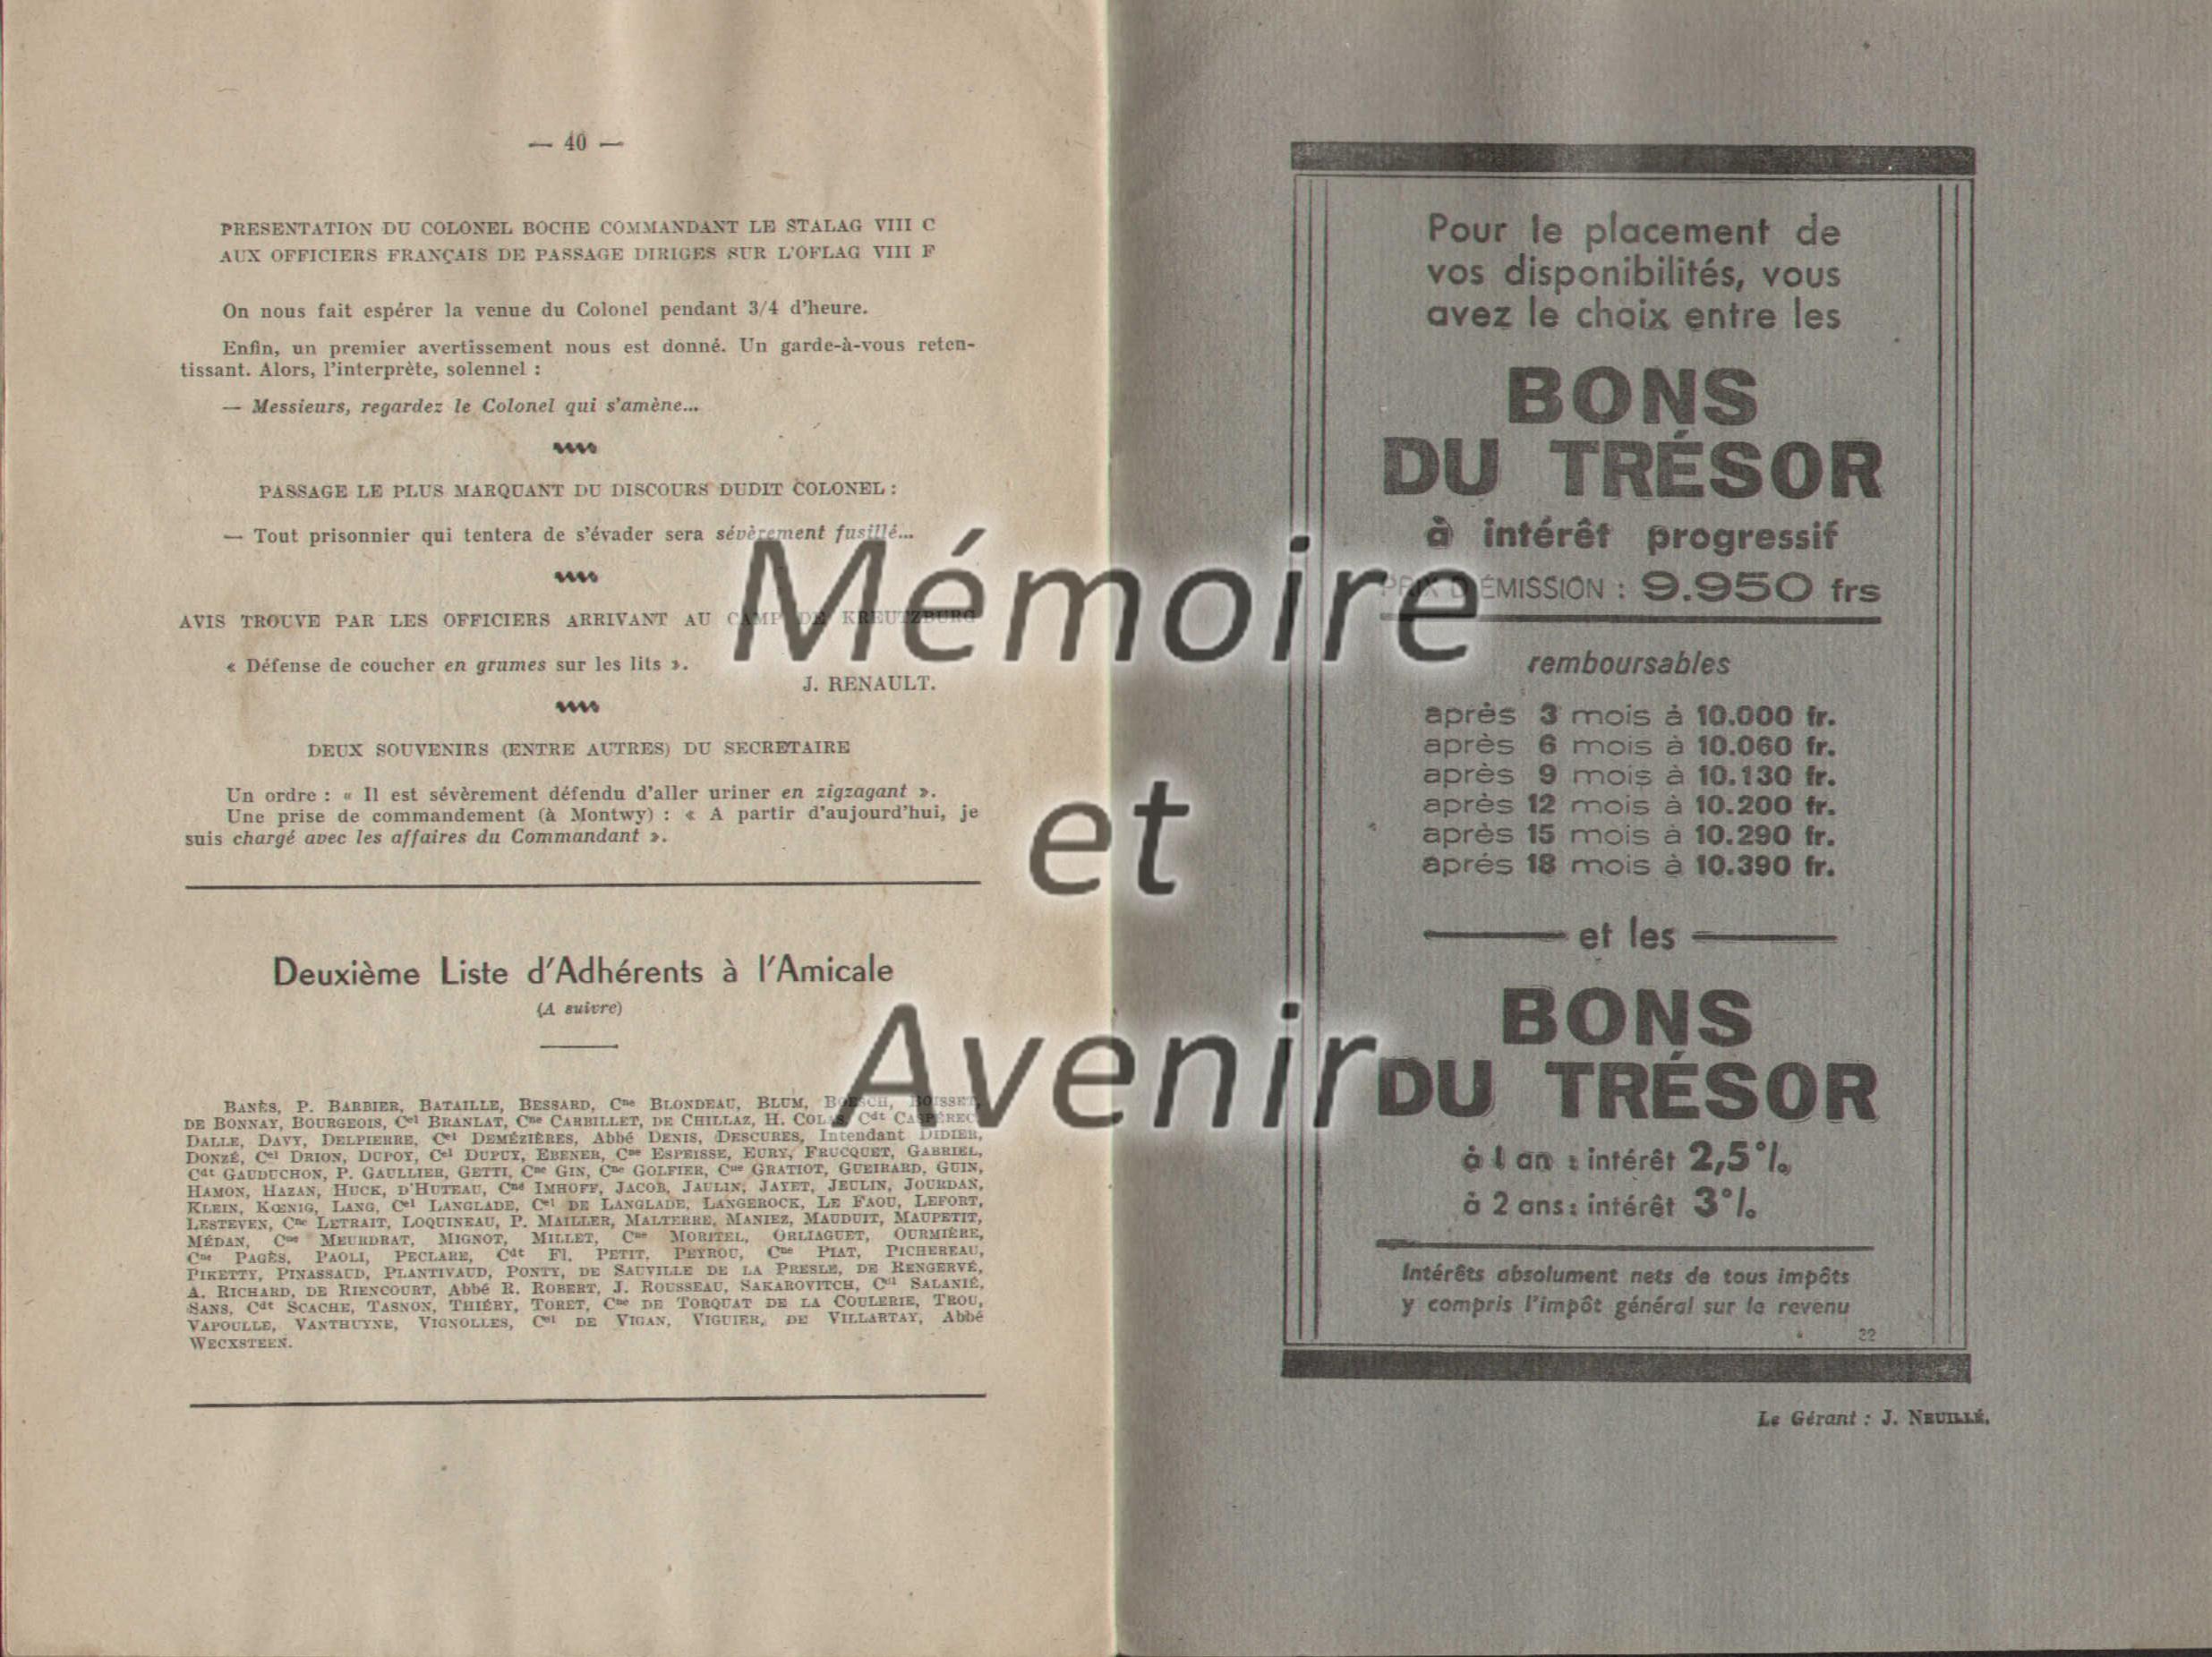 — 40 —
PRESENTATION DU COLONEL BOCHE COMMANDANT LE STALAG VIII C
AUX OFFICIERS FRANÇAIS DE PASSAGE DIRIGES SUR L'OFLAG VIII F
On nous fait espérer la venue du Colonel pendant 3/4 d'heure.
Enfin, un premier avertissement nous est donné. Un garde-à-vous reten-
tissant. Alors, l'interprète, solennel :
— Messieurs, regardez le Colonel qui s'amène...
PASSAGE LE PLUS MARQUANT DU DISCOURS DUDIT COLONEL :
— Tout prisonnier qui tentera de s'évader sera sévèrement fusillé...
AVIS TROUVE PAR LES OFFICIERS ARRIVANT AU CAMP DE KREUTZBURG
« Défense de coucher en grumes sur les lits ».
J. RENAULT.
DEUX SOUVENIRS (ENTRE AUTRES) DU SECRETAIRE
Un ordre : « Il est sévèrement défendu d'aller uriner en zigzagant ».
Une prise de commandement (à Montwy) : « A partir d'aujourd'hui, je
suis chargé avec les affaires du Commandant ».
Deuxième Liste d'Adhérents à l'Amicale
(A suivre)
BANÈS, P. BARBIER, BATAILLE, BESSARD, Cne BLONDEAU, BLUM,
DE BONNAY, BOURGEOIS, Cel BRANLAT, Cne CARBILLET, DE CHILLAZ, H. Cdt
DALLE, DAVY, DELPIERRE, Cel DEMÉZIÈRES, Abbé DENIS, DESCURES, Intendant DIDIER,
DONZÉ, Cel DRION, DUPOY, Cel DUPUY, EBENER, Cne ESPEISSE, EURY, FRUCQUET, GABRIEL,
Cdt GAUDUCHON, P. GAULLIER, GETTI, Cne GIN, Cne GOLFIER, Cne GRATIOT, GUEIRARD, GUIN,
HAMON, HAZAN, HUCK, D'HUTEAU, Cne IMHOFF, JACOB, JAULIN, JAYET, JEULIN, JOURDAN,
KLEIN, KŒNIG, LANG, Cel LANGLADE, Cel DE LANGLADE, LANGEROCK, LE FAOU, LEFORT,
LESTEVEN, Cne LETRAIT, LOQUINEAU, P. MAILLER, MALTERRE, MANIEZ, MAUDUIT, MAUPETIT,
MÉDAN, Cne MEURDRAT, MIGNOT, MILLET, Cne MORITEL, ORLIAGUET, OURMIÈRE,
Cne PAGÈS, PAOLI, PECLARE, Cdt Fl. PETIT, PEYROU, Cne PIAT, PICHEREAU,
PIKETTY, PINASSAUD, PLANTIVAUD, PONTY, DE SAUVILLE DE LA PRESLE, DE RENGERVÉ,
A. RICHARD, DE RIENCOURT, Abbé R. ROBERT, J. ROUSSEAU, SAKAROVITCH, Cel SALANIÉ,
SANS, Cdt SCACHE, TASNON, THIÉRY, TORET, Cne DE TORQUAT DE LA COULERIE, TROU,
VAPOULLE, VANTHUYNE, VIGNOLLES, Cel DE VIGAN, VIGUIER, DE VILLARTAY, Abbé
WECKSTEEN.
Pour le placement de
vos disponibilités, vous
avez le choix entre les
BONS
DU TRÉSOR
à intérêt progressif
PRIX D'ÉMISSION : 9.950 frs
remboursables
après 3 mois à 10.000 fr.
après 6 mois à 10.060 fr.
après 9 mois à 10.130 fr.
après 12 mois à 10.200 fr.
après 15 mois à 10.290 fr.
après 18 mois à 10.390 fr.
et les
BONS
DU TRÉSOR
à 1 an : intérêt 2,5%
à 2 ans : intérêt 3%
Intérêts absolument nets de tous impôts
y compris l'impôt général sur le revenu
22
Le Gérant : J. NEUILLÉ.
Mémoire
et
Avenir